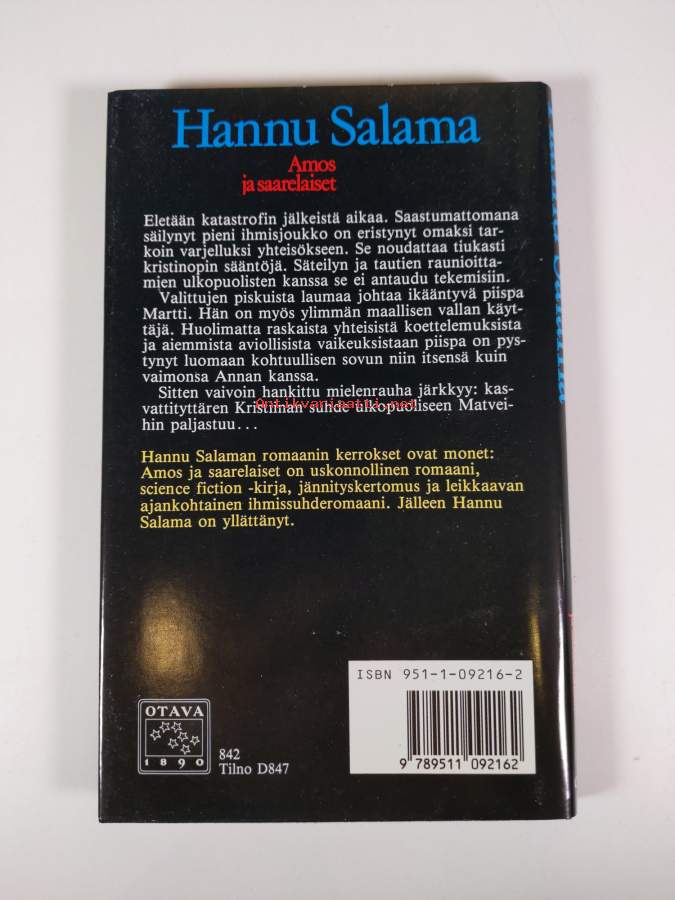 Hannu Salama
Amos
ja saarelaiset
Eletään katastrofin jälkeistä aikaa. Saastumattomana
säilynyt pieni ihmisjoukko on eristynyt omaksi tar-
koin varjelluksi yhteisökseen. Se noudattaa tiukasti
kristinopin sääntöjä. Säteilyn ja tautien raunioitta-
mien ulkopuolisten kanssa se ei antaudu tekemisiin.
Valittujen piskuista laumaa johtaa ikääntyvä piispa
Martti. Hän on myös ylimmän maallisen vallan käyt-
täjä. Huolimatta raskaista yhteisistä koettelemuksista
ja aiemmista aviollisista vaikeuksistaan piispa on pys-
tynyt luomaan kohtuullisen sovun niin itsensä kuin
vaimonsa Annan kanssa.
Sitten vaivoin hankittu mielenrauha järkkyy: kas-
vattityttären Kristiinan suhde ulkopuoliseen Matvei-
hin paljastuu...
Antikvariaatti.net
Hannu Salaman romaanin kerrokset ovat monet:
Amos ja saarelaiset on uskonnollinen romaani,
science fiction -kirja, jännityskertomus ja leikkaavan
ajankohtainen ihmissuhderomaani. Jälleen Hannu
Salama on yllättänyt.
ISBN 951-1-09216-2
9 789511 092162
OTAVA
1890
842
Tilno D847
Hannu Salama